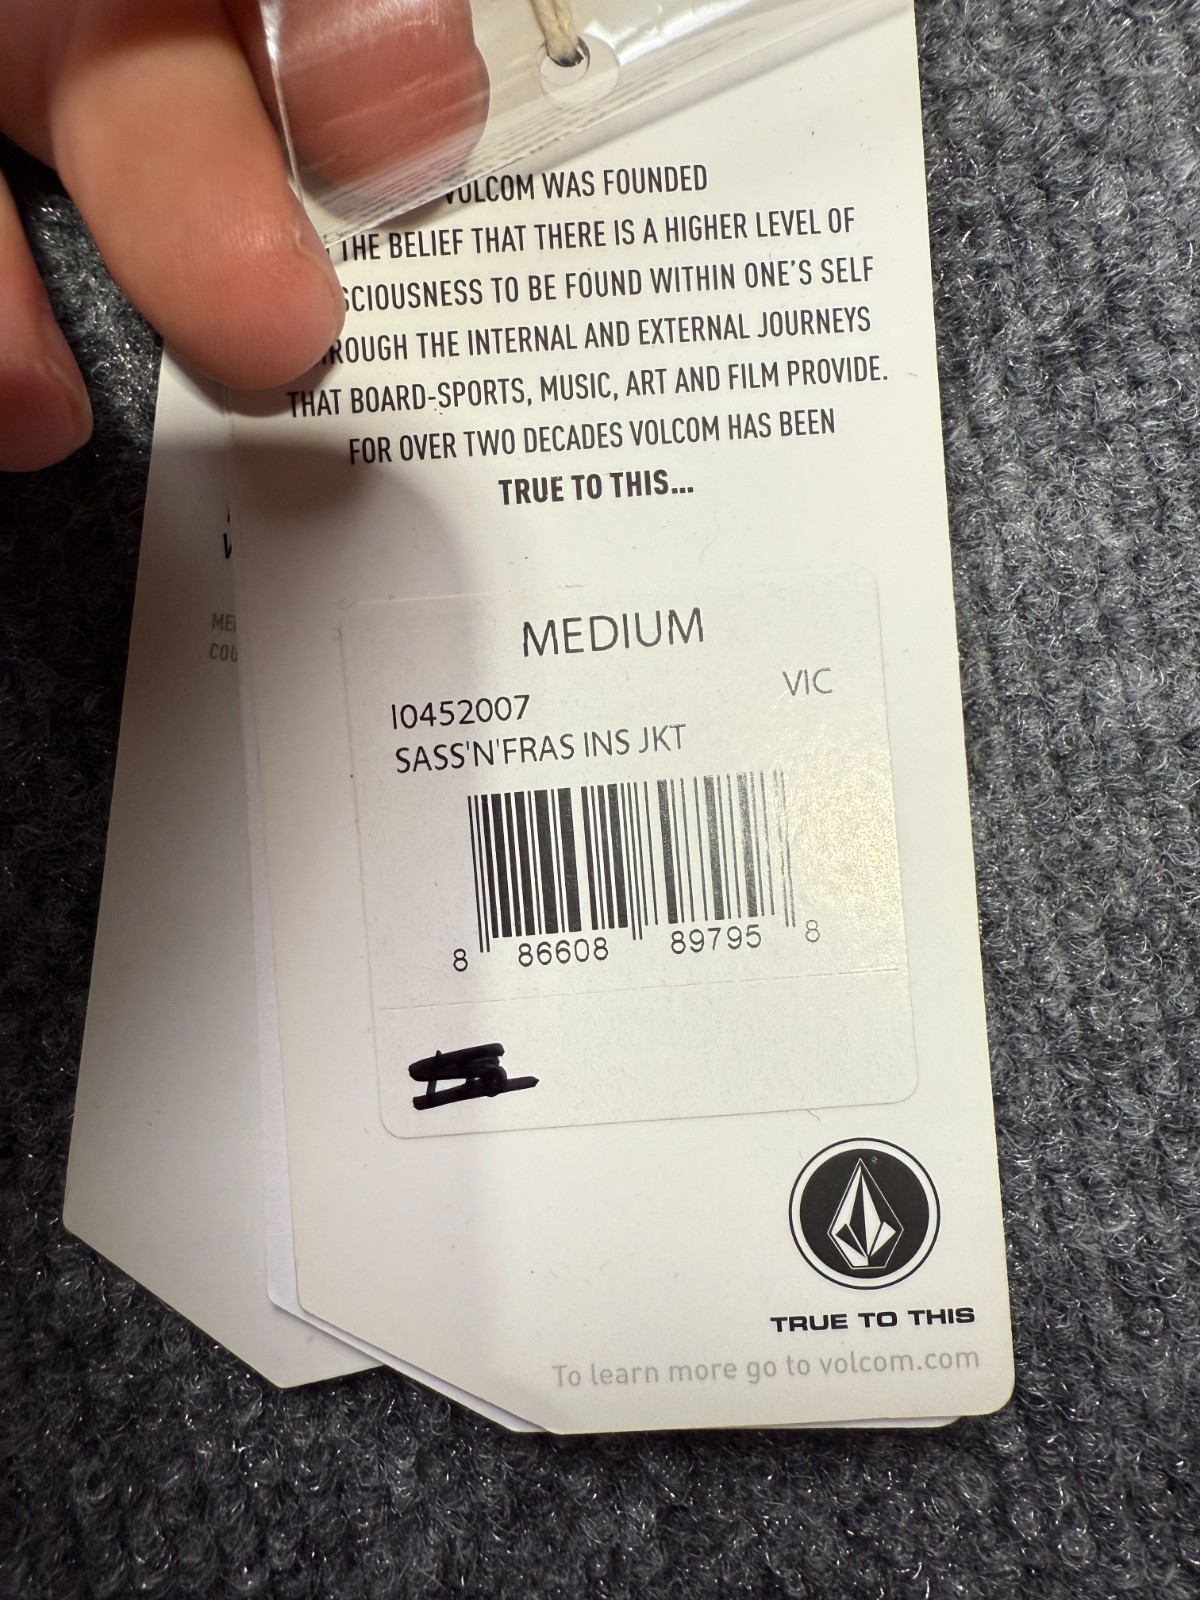 VOLCOM WAS FOUNDED
THE BELIEF THAT THERE IS A HIGHER LEVEL OF
SCIOUSNESS TO BE FOUND WITHIN ONE'S SELF
ROUGH THE INTERNAL AND EXTERNAL JOURNEYS
THAT BOARD-SPORTS, MUSIC, ART AND FILM PROVIDE.
FOR OVER TWO DECADES VOLCOM HAS BEEN
TRUE TO THIS...
ME
COU
MEDIUM
VIC
I0452007
SASS'N'FRAS INS JKT
8 86608 89795 8
TRUE TO THIS
To learn more go to volcom.com